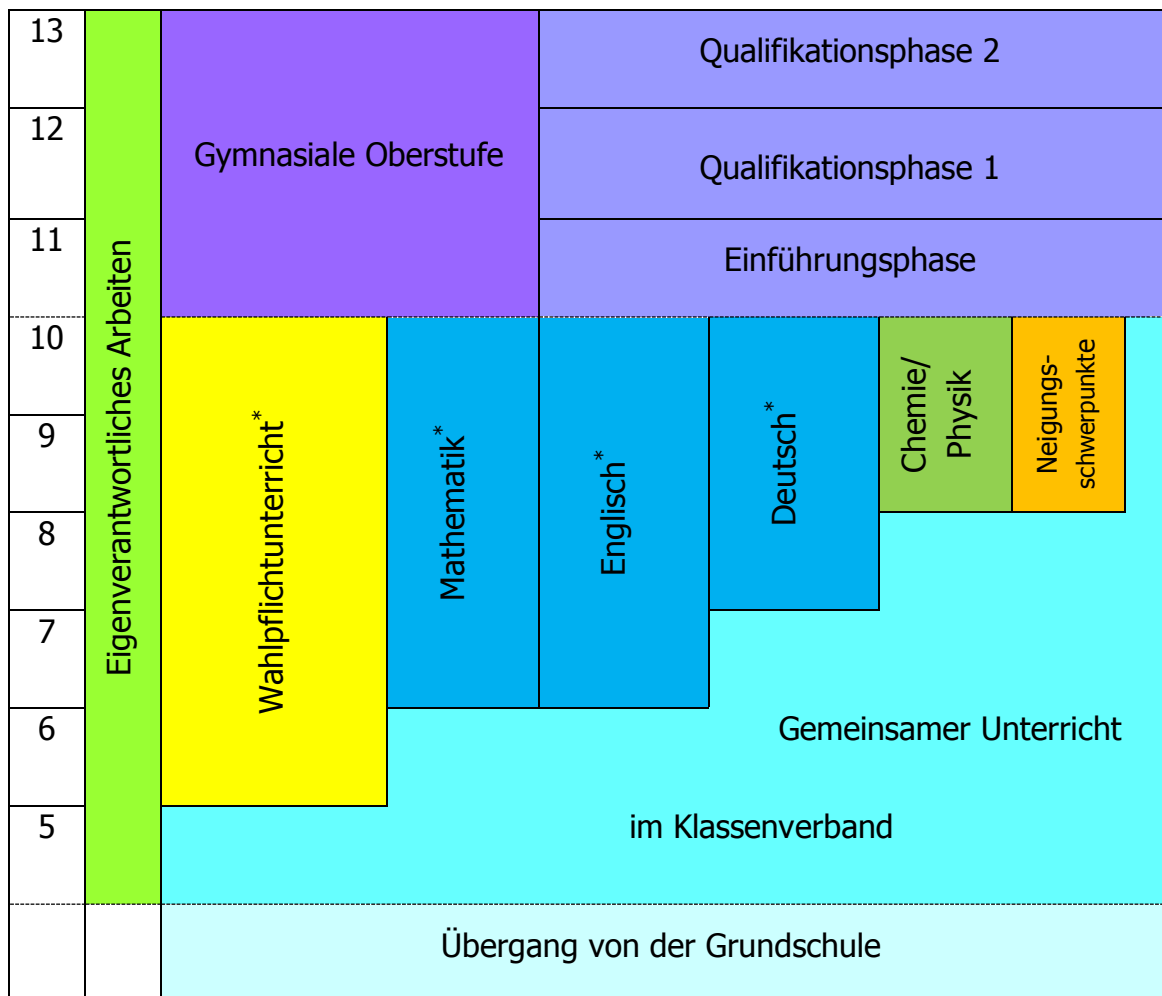 13
Qualifikationsphase 2
12
Gymnasiale Oberstufe
Qualifikationsphase 1
11
Einführungsphase
Eigenverantwortliches Arbeiten
10
Wahlpflichtunterricht*
Mathematik*
Englisch*
Deutsch*
Chemie/
Physik
Neigungs-
schwerpunkte
9
8
7
6
Gemeinsamer Unterricht
5
im Klassenverband
Übergang von der Grundschule